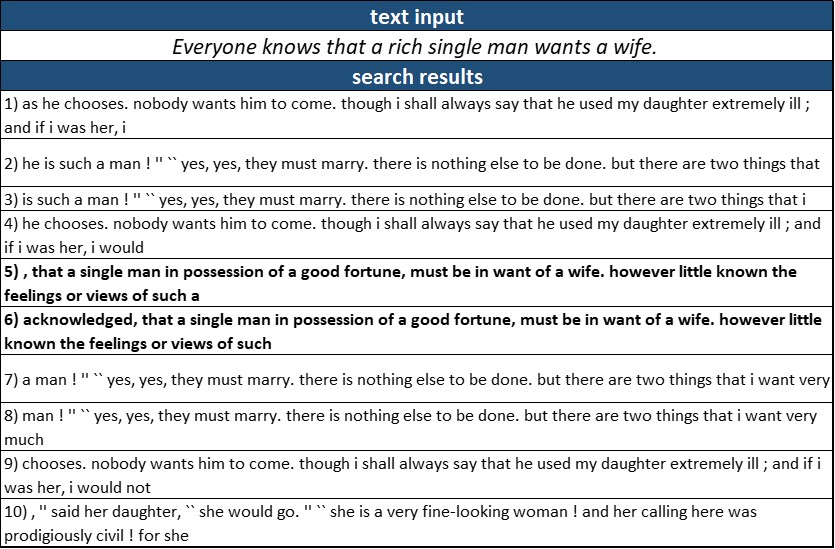 text input
Everyone knows that a rich single man wants a wife.
search results
1) as he chooses. nobody wants him to come. though i shall always say that he used my daughter extremely ill ;
and if i was her, i
2) he is such a man ! '' `` yes, yes, they must marry. there is nothing else to be done. but there are two things that
3) is such a man ! '' `` yes, yes, they must marry. there is nothing else to be done. but there are two things that i
4) he chooses. nobody wants him to come. though i shall always say that he used my daughter extremely ill ; and
if i was her, i would
5) , that a single man in possession of a good fortune, must be in want of a wife. however little known the
feelings or views of such a
6) acknowledged, that a single man in possession of a good fortune, must be in want of a wife. however little
known the feelings or views of such
7) a man ! '' `` yes, yes, they must marry. there is nothing else to be done. but there are two things that i want very
8) man ! '' `` yes, yes, they must marry. there is nothing else to be done. but there are two things that i want very
much
9) chooses. nobody wants him to come. though i shall always say that he used my daughter extremely ill ; and if i
was her, i would not
10) , '' said her daughter, `` she would go. '' `` she is a very fine-looking woman ! and her calling here was
prodigiously civil ! for she